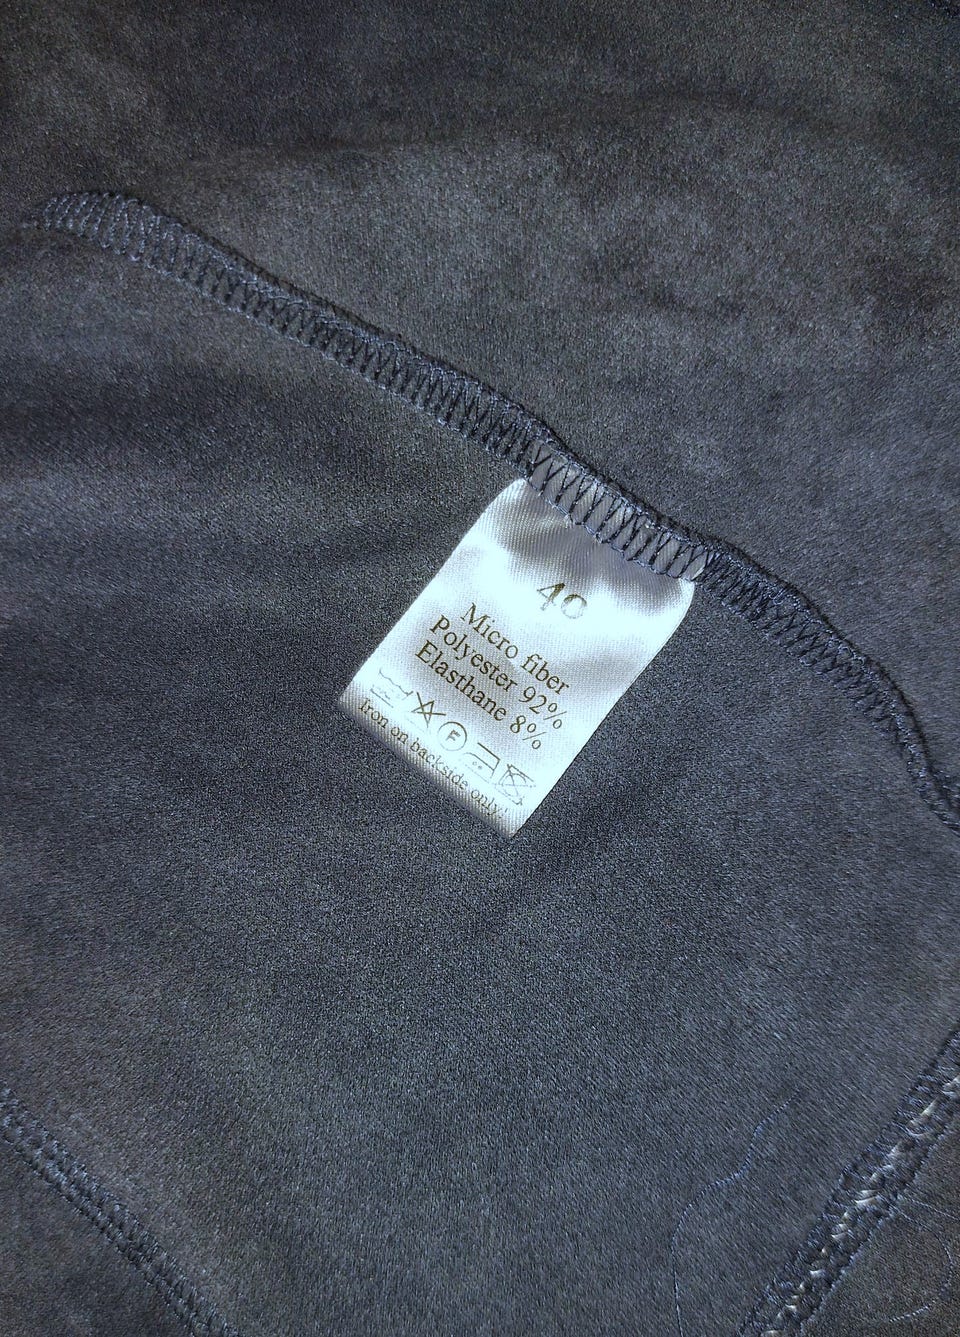 40
Micro fiber
Polyester 92%
Elasthane 8%
F
Iron on backside only!